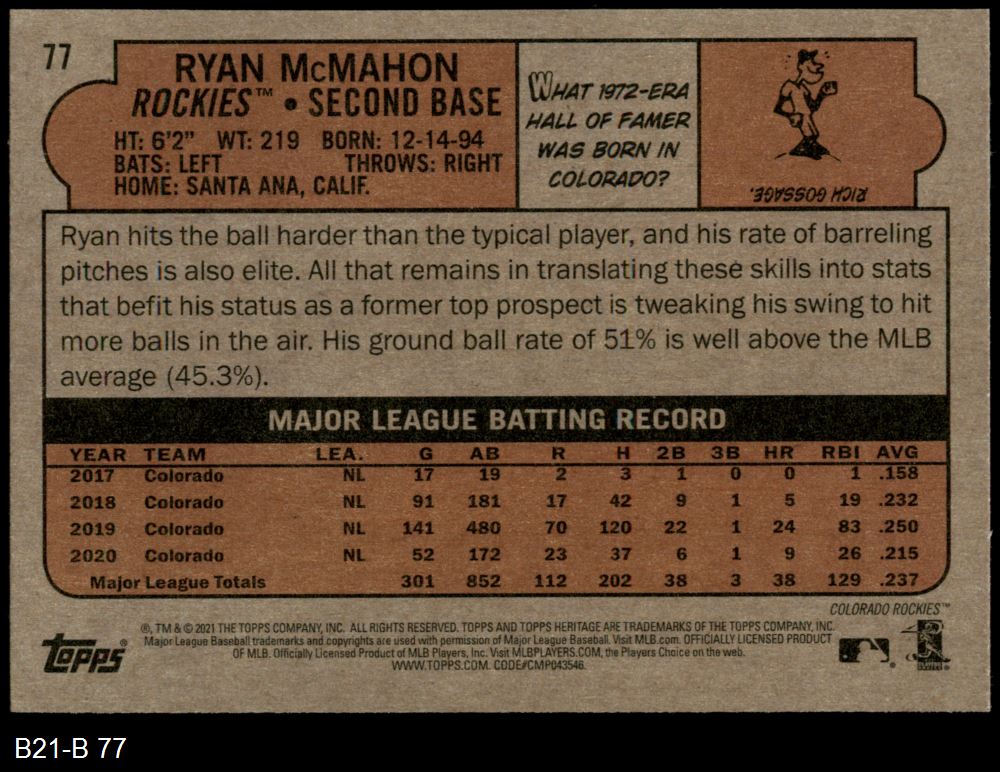 77
RYAN McMAHON
ROCKIES™ • SECOND BASE
HT: 6'2" WT: 219 BORN: 12-14-94
BATS: LEFT THROWS: RIGHT
HOME: SANTA ANA, CALIF.
WHAT 1972-ERA
HALL OF FAMER
WAS BORN IN
COLORADO?
RICH GOSSAGE.
Ryan hits the ball harder than the typical player, and his rate of barreling
pitches is also elite. All that remains in translating these skills into stats
that befit his status as a former top prospect is tweaking his swing to hit
more balls in the air. His ground ball rate of 51% is well above the MLB
average (45.3%).
MAJOR LEAGUE BATTING RECORD
YEAR TEAM LEA. G AB R H 2B 3B HR RBI AVG
2017 Colorado NL 17 19 2 3 1 0 0 1 .158
2018 Colorado NL 91 181 17 42 9 1 5 19 .232
2019 Colorado NL 141 480 70 120 22 1 24 83 .250
2020 Colorado NL 52 172 23 37 6 1 9 26 .215
Major League Totals 301 852 112 202 38 3 38 129 .237
COLORADO ROCKIES™
®, TM & © 2021 THE TOPPS COMPANY, INC. ALL RIGHTS RESERVED. TOPPS AND TOPPS HERITAGE ARE TRADEMARKS OF THE TOPPS COMPANY, INC.
Major League Baseball trademarks and copyrights are used with permission of Major League Baseball. Visit MLB.com. OFFICIALLY LICENSED PRODUCT
OF MLB. Officially Licensed Product of MLB Players, Inc. Visit MLBPLAYERS.COM, the Players Choice on the web.
WWW.TOPPS.COM. CODE#CMP043546.
topps®
B21-B 77